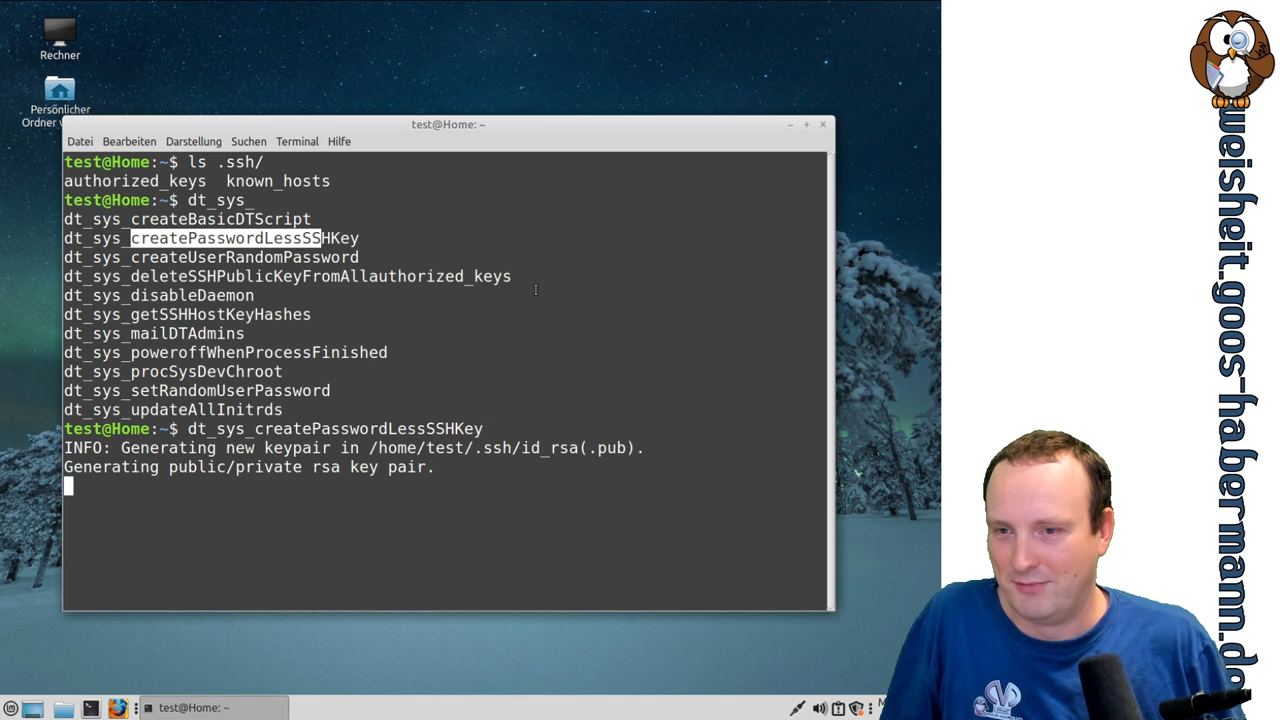 Rechner
Persönlicher
Ordner v
test@Home: ~
Datei Bearbeiten Darstellung Suchen Terminal Hilfe
test@Home:~$ ls .ssh/
authorized_keys known_hosts
test@Home:~$ dt_sys_
dt_sys_createBasicDTScript
dt_sys_createPasswordLessSSHKey
dt_sys_createUserRandomPassword
dt_sys_deleteSSHPublicKeyFromAllauthorized_keys
dt_sys_disableDaemon
dt_sys_getSSHHostKeyHashes
dt_sys_mailDTAdmins
dt_sys_poweroffWhenProcessFinished
dt_sys_procSysDevChroot
dt_sys_setRandomUserPassword
dt_sys_updateAllInitrds
test@Home:~$ dt_sys_createPasswordLessSSHKey
INFO: Generating new keypair in /home/test/.ssh/id_rsa(.pub).
Generating public/private rsa key pair.
test@Home: ~
weisheit.goos-habermann.de